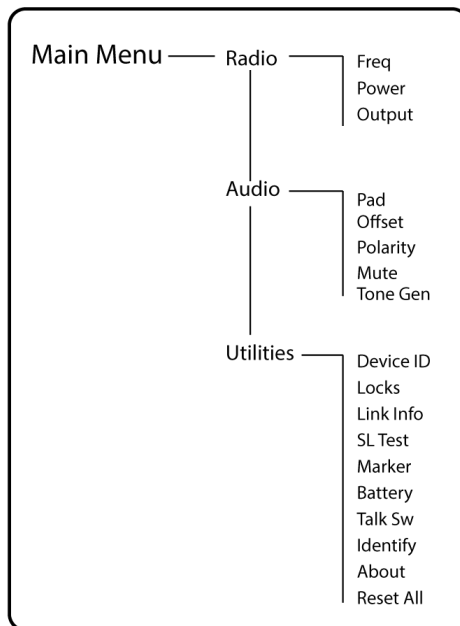 Main Menu
Radio
Freq
Power
Output
Audio
Pad
Offset
Polarity
Mute
Tone Gen
Utilities
Device ID
Locks
Link Info
SL Test
Marker
Battery
Talk Sw
Identify
About
Reset All